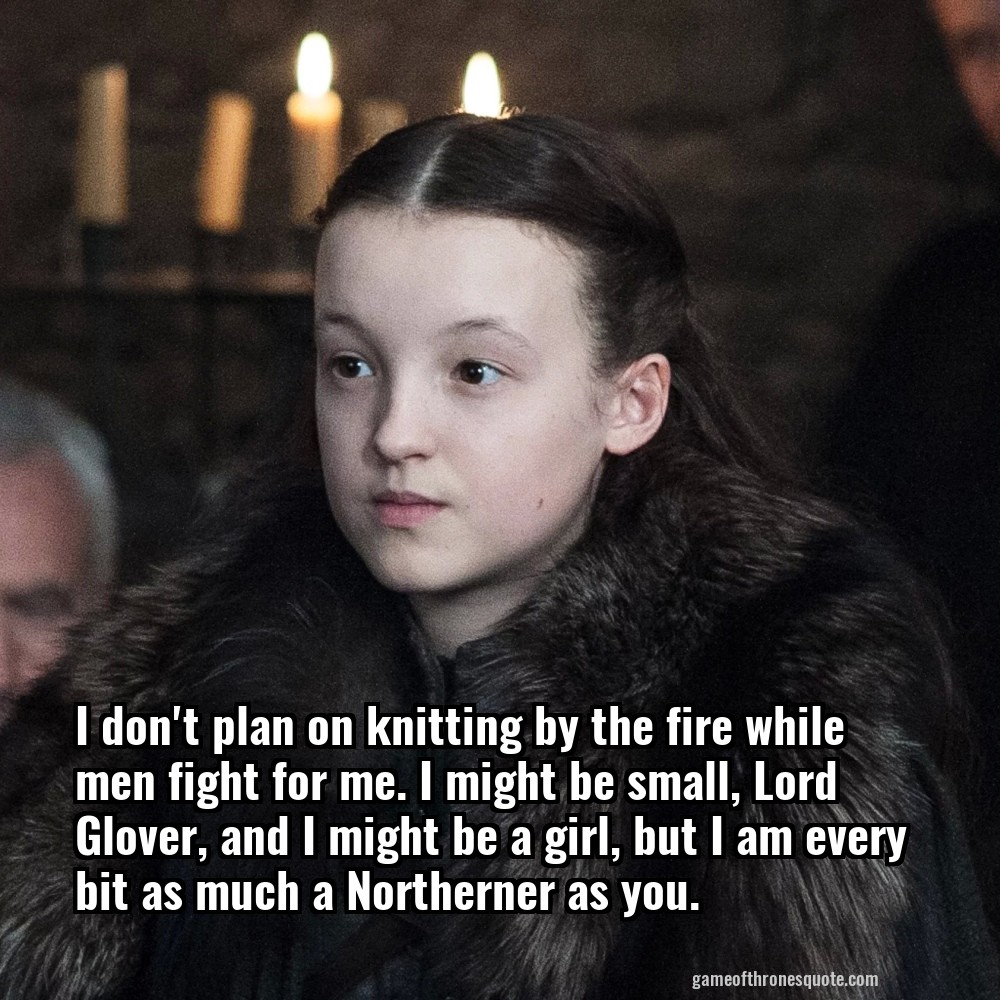 I don't plan on knitting by the fire while
men fight for me. I might be small, Lord
Glover, and I might be a girl, but I am every
bit as much a Northerner as you.
gameofthronesquote.com